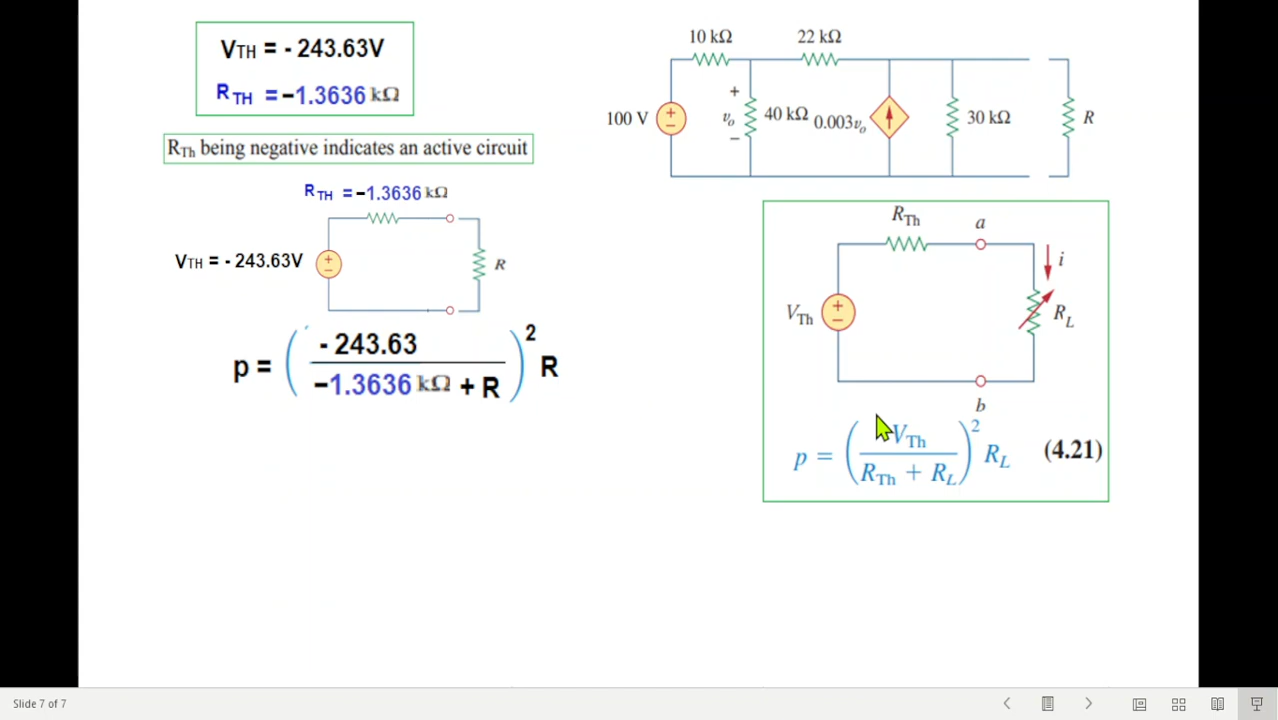 VTH = - 243.63V
R TH = −1.3636 kΩ
RTh being negative indicates an active circuit
R TH = −1.3636 kΩ
VTH = - 243.63V
R
p = ( - 243.63 / −1.3636 kΩ + R )² R
10 kΩ 22 kΩ
100 V + − + vo − 40 kΩ 0.003vo 30 kΩ R
RTh a
i
VTh + − RL
b
p = ( VTh / RTh + RL )² RL (4.21)
Slide 7 of 7